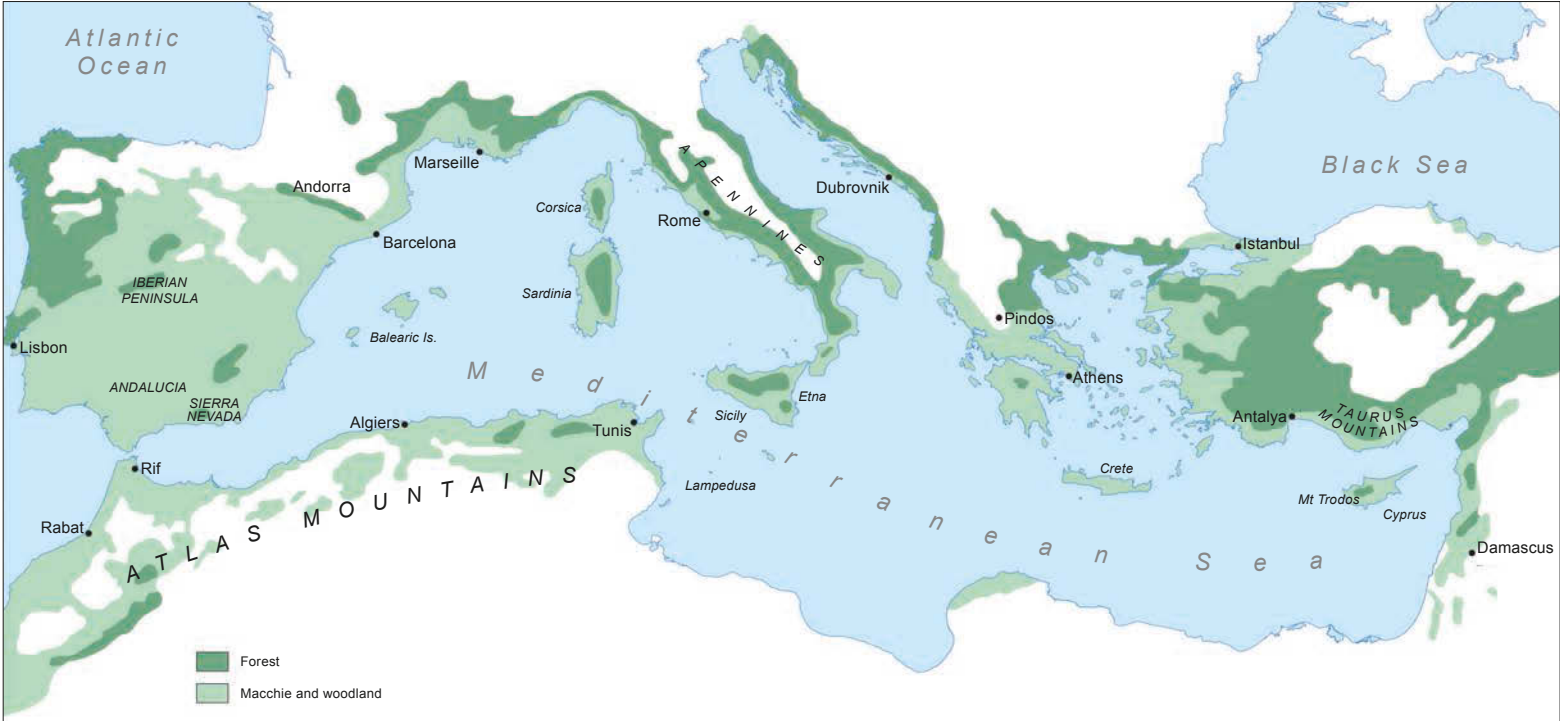 Atlantic
Ocean
Black Sea
Marseille
Andorra
Barcelona
Corsica
Rome
APENNINES
Dubrovnik
Istanbul
IBERIAN
PENINSULA
Sardinia
Balearic Is.
Lisbon
Pindos
Mediterranean Sea
ANDALUCIA
SIERRA
NEVADA
Algiers
Tunis
Sicily
Etna
Athens
Antalya
TAURUS
MOUNTAINS
Rif
Lampedusa
Crete
Mt Trodos
Cyprus
Rabat
ATLAS MOUNTAINS
Damascus
Forest
Macchie and woodland